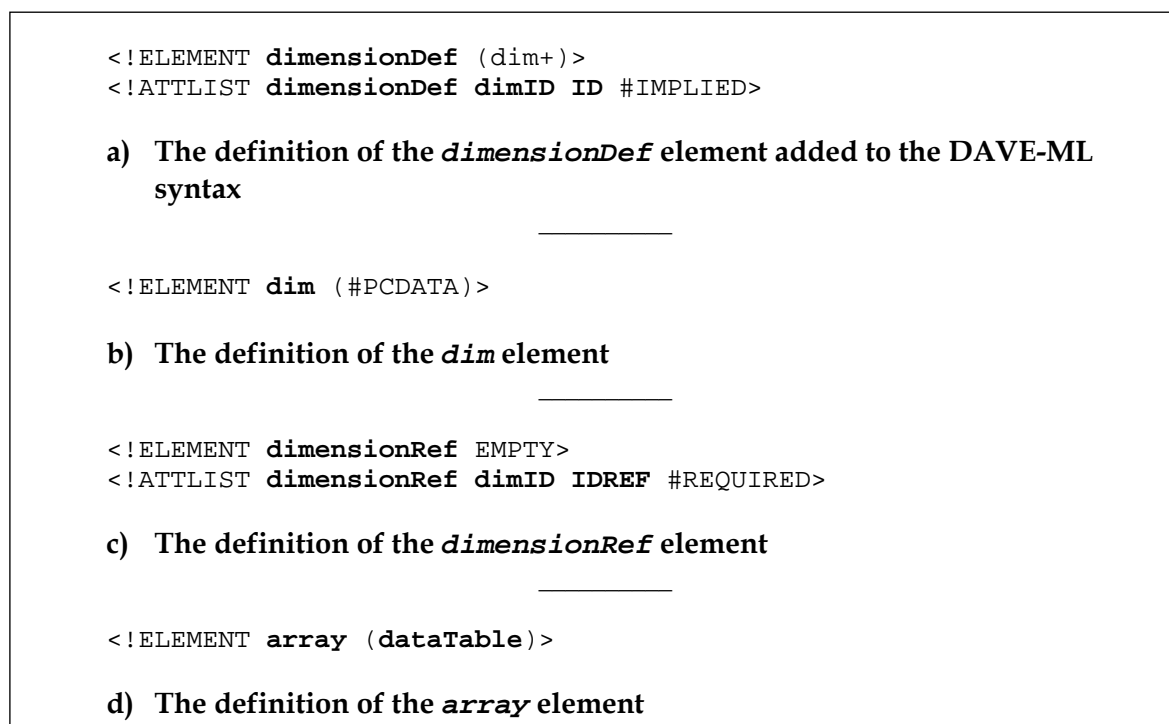 <!ELEMENT dimensionDef (dim+)>
<!ATTLIST dimensionDef dimID ID #IMPLIED>
a) The definition of the dimensionDef element added to the DAVE-ML
syntax
<!ELEMENT dim (#PCDATA)>
b) The definition of the dim element
<!ELEMENT dimensionRef EMPTY>
<!ATTLIST dimensionRef dimID IDREF #REQUIRED>
c) The definition of the dimensionRef element
<!ELEMENT array (dataTable)>
d) The definition of the array element